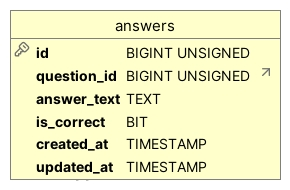 answers
id BIGINT UNSIGNED
question_id BIGINT UNSIGNED
answer_text TEXT
is_correct BIT
created_at TIMESTAMP
updated_at TIMESTAMP